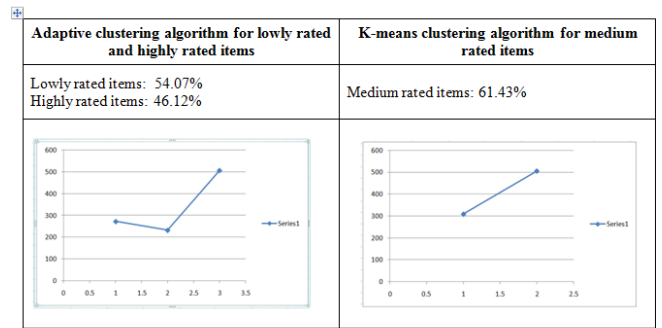 Adaptive clustering algorithm for lowly rated
and highly rated items
K-means clustering algorithm for medium
rated items
Lowly rated items: 54.07%
Highly rated items: 46.12%
Medium rated items: 61.43%
600
500
400
300
200
100
0
0 0.5 1 1.5 2 2.5 3 3.5
Series1
600
500
400
300
200
100
0
0 0.5 1 1.5 2 2.5
Series1